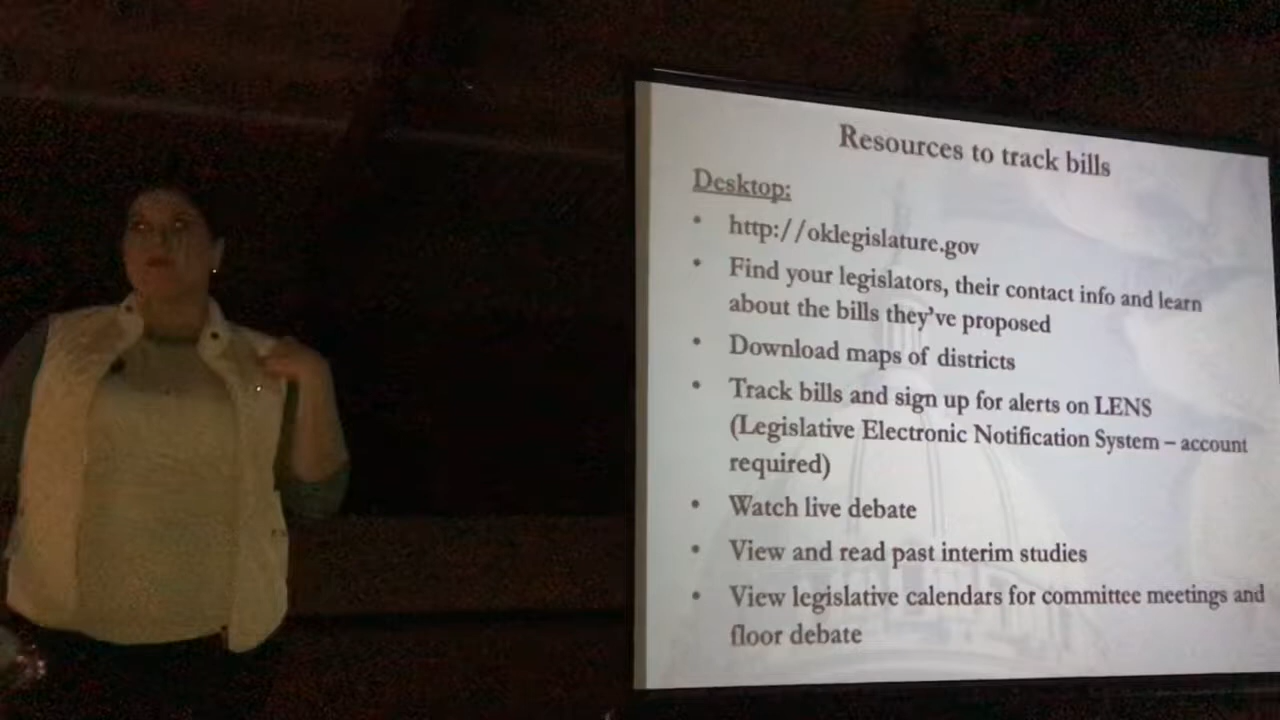 Resources to track bills
Desktop:
• http://oklegislature.gov
• Find your legislators, their contact info and learn
about the bills they've proposed
• Download maps of districts
• Track bills and sign up for alerts on LENS
(Legislative Electronic Notification System – account
required)
• Watch live debate
• View and read past interim studies
• View legislative calendars for committee meetings and
floor debate